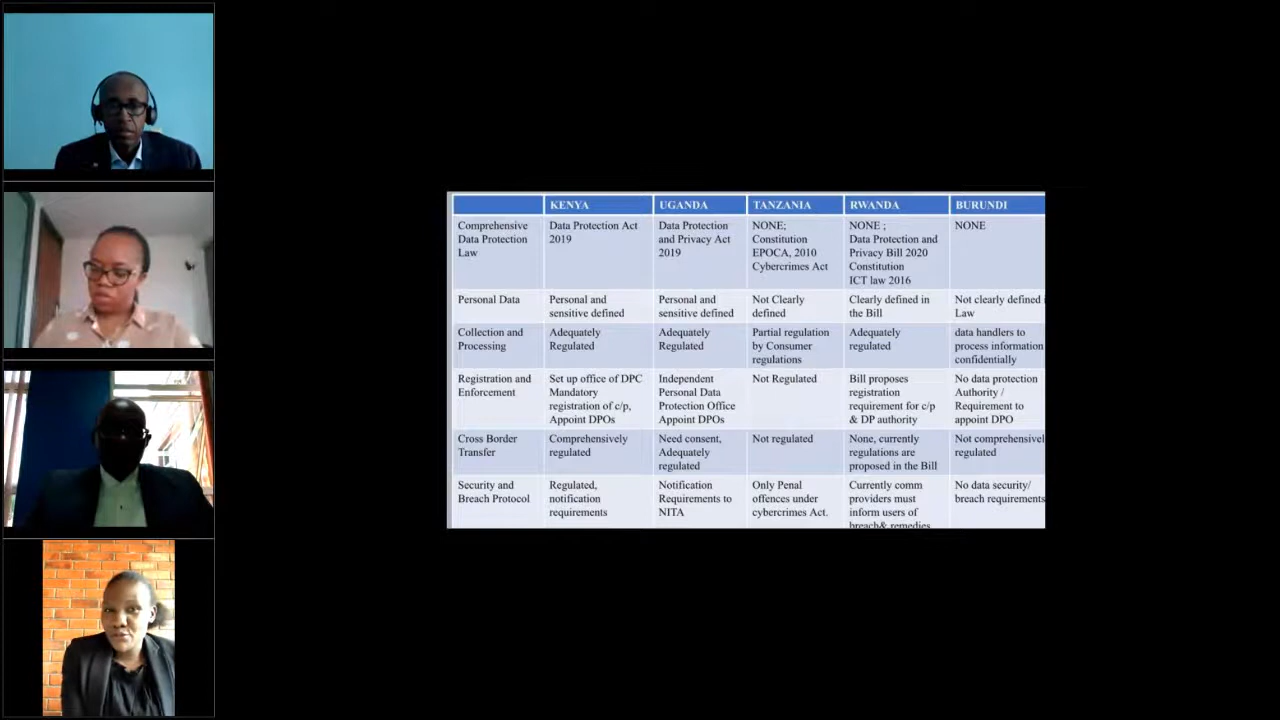 KENYA UGANDA TANZANIA RWANDA BURUNDI
Comprehensive
Data Protection
Law
Data Protection Act
2019
Data Protection
and Privacy Act
2019
NONE;
Constitution
EPOCA, 2010
Cybercrimes Act
NONE ;
Data Protection and
Privacy Bill 2020
Constitution
ICT law 2016
NONE
Personal Data
Personal and
sensitive defined
Personal and
sensitive defined
Not Clearly
defined
Clearly defined in
the Bill
Not clearly defined
Law
Collection and
Processing
Adequately
Regulated
Adequately
Regulated
Partial regulation
by Consumer
regulations
Adequately
regulated
data handlers to
process information
confidentially
Registration and
Enforcement
Set up office of DPC
Mandatory
registration of c/p,
Appoint DPOs
Independent
Personal Data
Protection Office
Appoint DPOs
Not Regulated
Bill proposes
registration
requirement for c/p
& DP authority
No data protection
Authority /
Requirement to
appoint DPO
Cross Border
Transfer
Comprehensively
regulated
Need consent,
Adequately
regulated
Not regulated
None, currently
regulations are
proposed in the Bill
Not comprehensivel
regulated
Security and
Breach Protocol
Regulated,
notification
requirements
Notification
Requirements to
NITA
Only Penal
offences under
cybercrimes Act.
Currently comm
providers must
inform users of
breach& remedies
No data security/
breach requirements